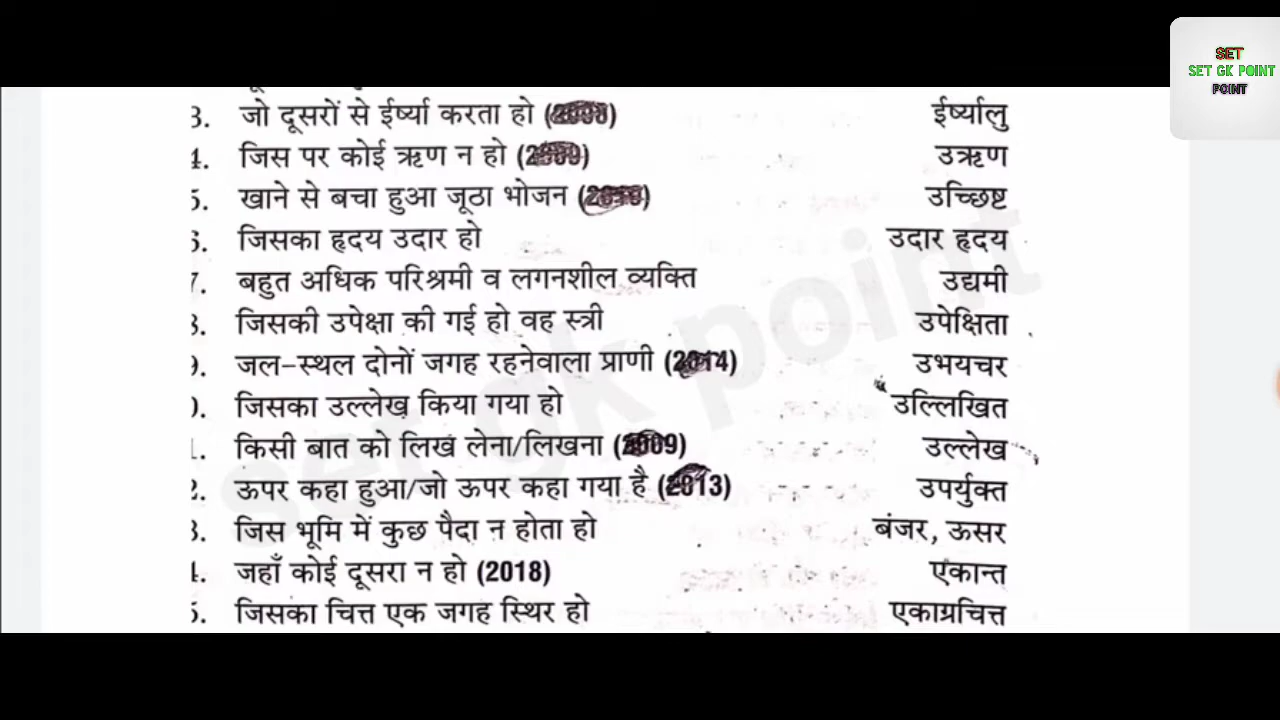 SET
SET GK POINT
POINT
3. जो दूसरों से ईर्ष्या करता हो ईर्ष्यालु
4. जिस पर कोई ऋण न हो उऋण
5. खाने से बचा हुआ जूठा भोजन उच्छिष्ट
6. जिसका हृदय उदार हो उदार हृदय
7. बहुत अधिक परिश्रमी व लगनशील व्यक्ति उद्यमी
8. जिसकी उपेक्षा की गई हो वह स्त्री उपेक्षिता
9. जल-स्थल दोनों जगह रहनेवाला प्राणी (2014) उभयचर
0. जिसका उल्लेख किया गया हो उल्लिखित
1. किसी बात को लिख लेना/लिखना (2009) उल्लेख
2. ऊपर कहा हुआ/जो ऊपर कहा गया है (2013) उपर्युक्त
3. जिस भूमि में कुछ पैदा न होता हो बंजर, ऊसर
4. जहाँ कोई दूसरा न हो (2018) एकान्त
5. जिसका चित्त एक जगह स्थिर हो एकाग्रचित्त
set gk point